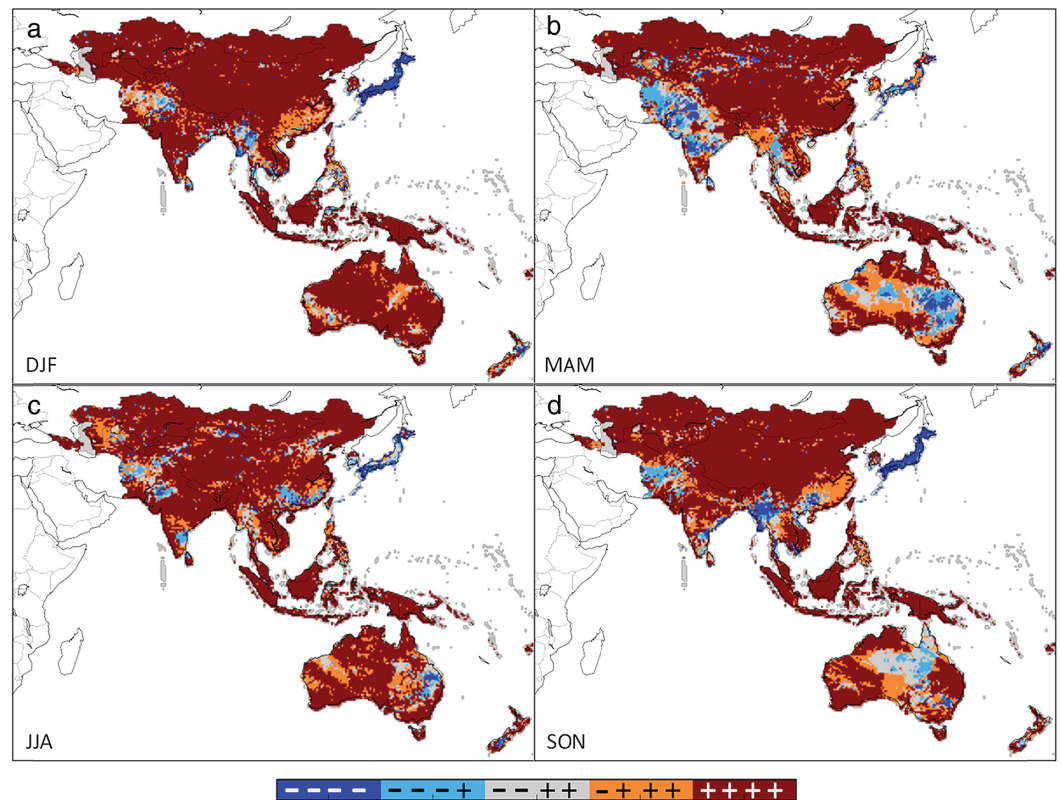 a
b
DJF
MAM
c
d
JJA
SON
− − − − − − − + − − + + − + + + + + + +